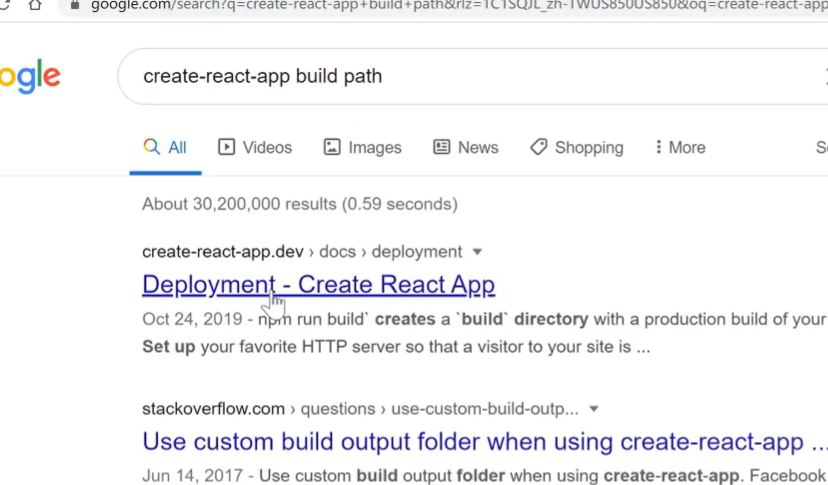 google.com/search?q=create-react-app+build+path&rlz=1C1SQJL_zh-TWUS850US850&oq=create-react-app
ogle
create-react-app build path
All Videos Images News Shopping More
About 30,200,000 results (0.59 seconds)
create-react-app.dev › docs › deployment
Deployment - Create React App
Oct 24, 2019 - npm run build` creates a `build` directory with a production build of your
Set up your favorite HTTP server so that a visitor to your site is ...
stackoverflow.com › questions › use-custom-build-outp...
Use custom build output folder when using create-react-app ...
Jun 14, 2017 - Use custom build output folder when using create-react-app. Facebook